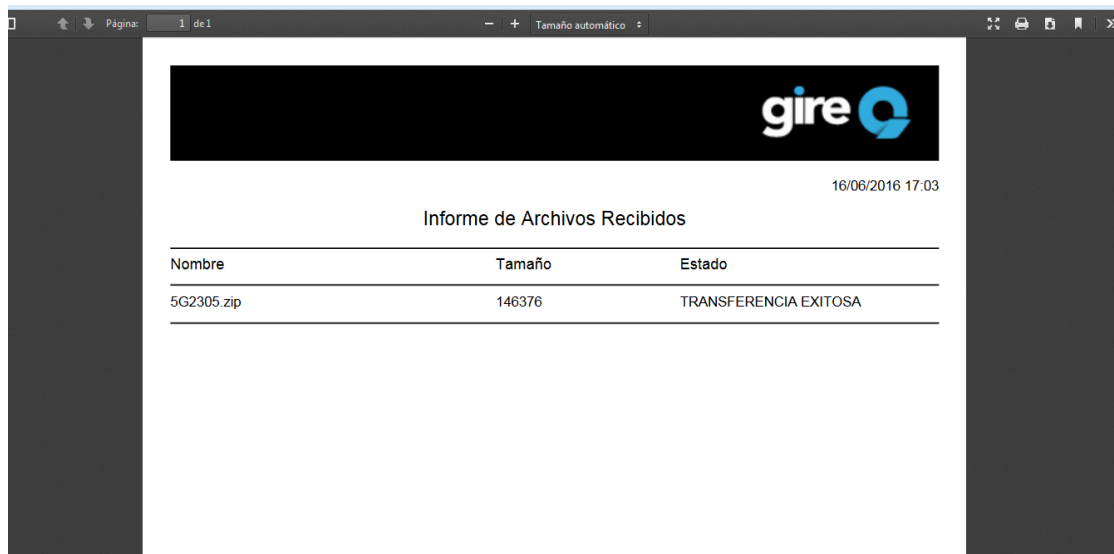 Página: 1 de 1 − + Tamaño automático
gire
16/06/2016 17:03
Informe de Archivos Recibidos
Nombre Tamaño Estado
5G2305.zip 146376 TRANSFERENCIA EXITOSA